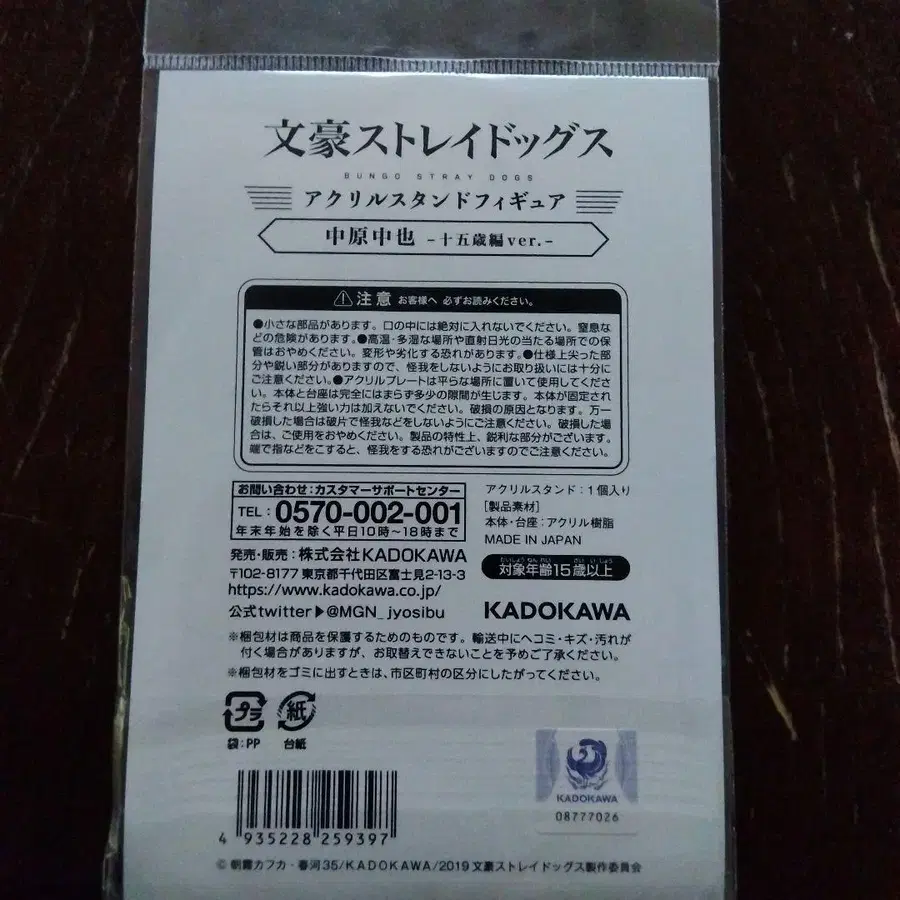 文豪ストレイドッグス
BUNGO STRAY DOGS
アクリルスタンドフィギュア
中原中也 -十五歳編ver.-
⚠注意 お客様へ 必ずお読みください。
●小さな部品があります。口の中には絶対に入れないでください。窒息な
どの危険があります。●高温・多湿な場所や直射日光の当たる場所での保
管はおやめください。変形や劣化する恐れがあります。●仕様上尖った部
分や鋭い部分がありますので、怪我をしないようにお取り扱いには十分に
ご注意ください。●アクリルプレートは平らな場所に置いて使用してくださ
い。本体と台座は完全にはまらず多少の隙間が生じます。本体が固定され
たらそれ以上強い力は加えないでください。破損の原因となります。万一
破損した場合は破片で怪我などをしないようにご注意ください。破損した場
合は、ご使用をおやめください。製品の特性上、鋭利な部分がございます。
端で指などをこすると、怪我をする恐れがございますのでご注意ください。
お問い合わせ:カスタマーサポートセンター
TEL:0570-002-001
年末年始を除く平日10時~18時まで
発売・販売:株式会社KADOKAWA
〒102-8177 東京都千代田区富士見2-13-3
https://www.kadokawa.co.jp/
公式twitter▶@MGN_jyosibu
アクリルスタンド:1個入り
[製品素材]
本体・台座:アクリル樹脂
MADE IN JAPAN
たいしょうねんれい さいいじょう
対象年齢15歳以上
KADOKAWA
※梱包材は商品を保護するためのものです。輸送中にヘコミ・キズ・汚れが
付く場合がありますが、お取替えできないことを予めご了承ください。
※梱包材をゴミに出すときは、市区町村の区分にしたがってください。
プラ 紙
袋:PP 台紙
KADOKAWA
08777026
4 935228 259397
© 朝霧カフカ・春河35/KADOKAWA/2019 文豪ストレイドッグス製作委員会